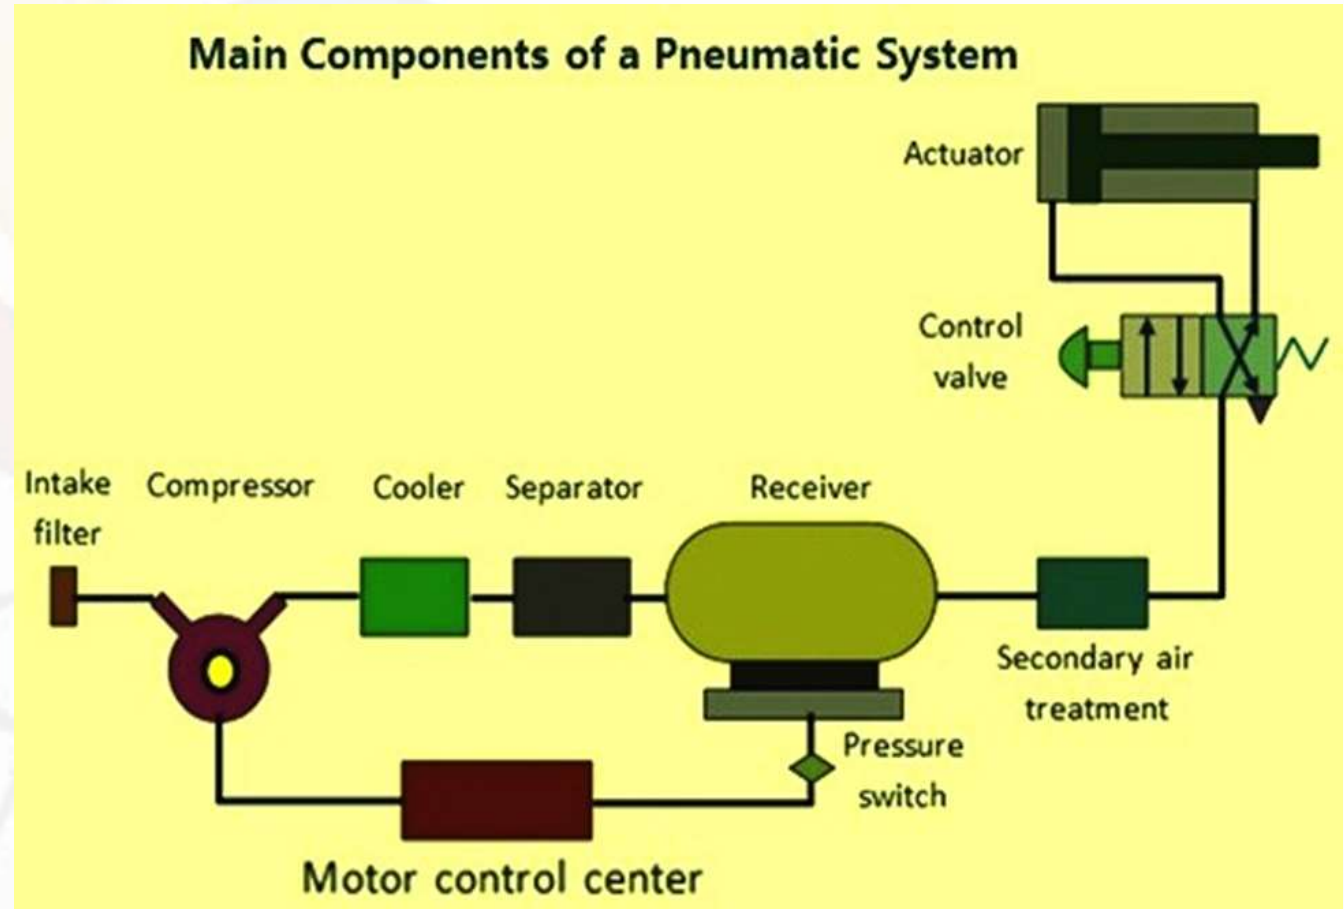 Main Components of a Pneumatic System
Actuator
Control
valve
Intake
filter
Compressor
Cooler
Separator
Receiver
Secondary air
treatment
Pressure
switch
Motor control center